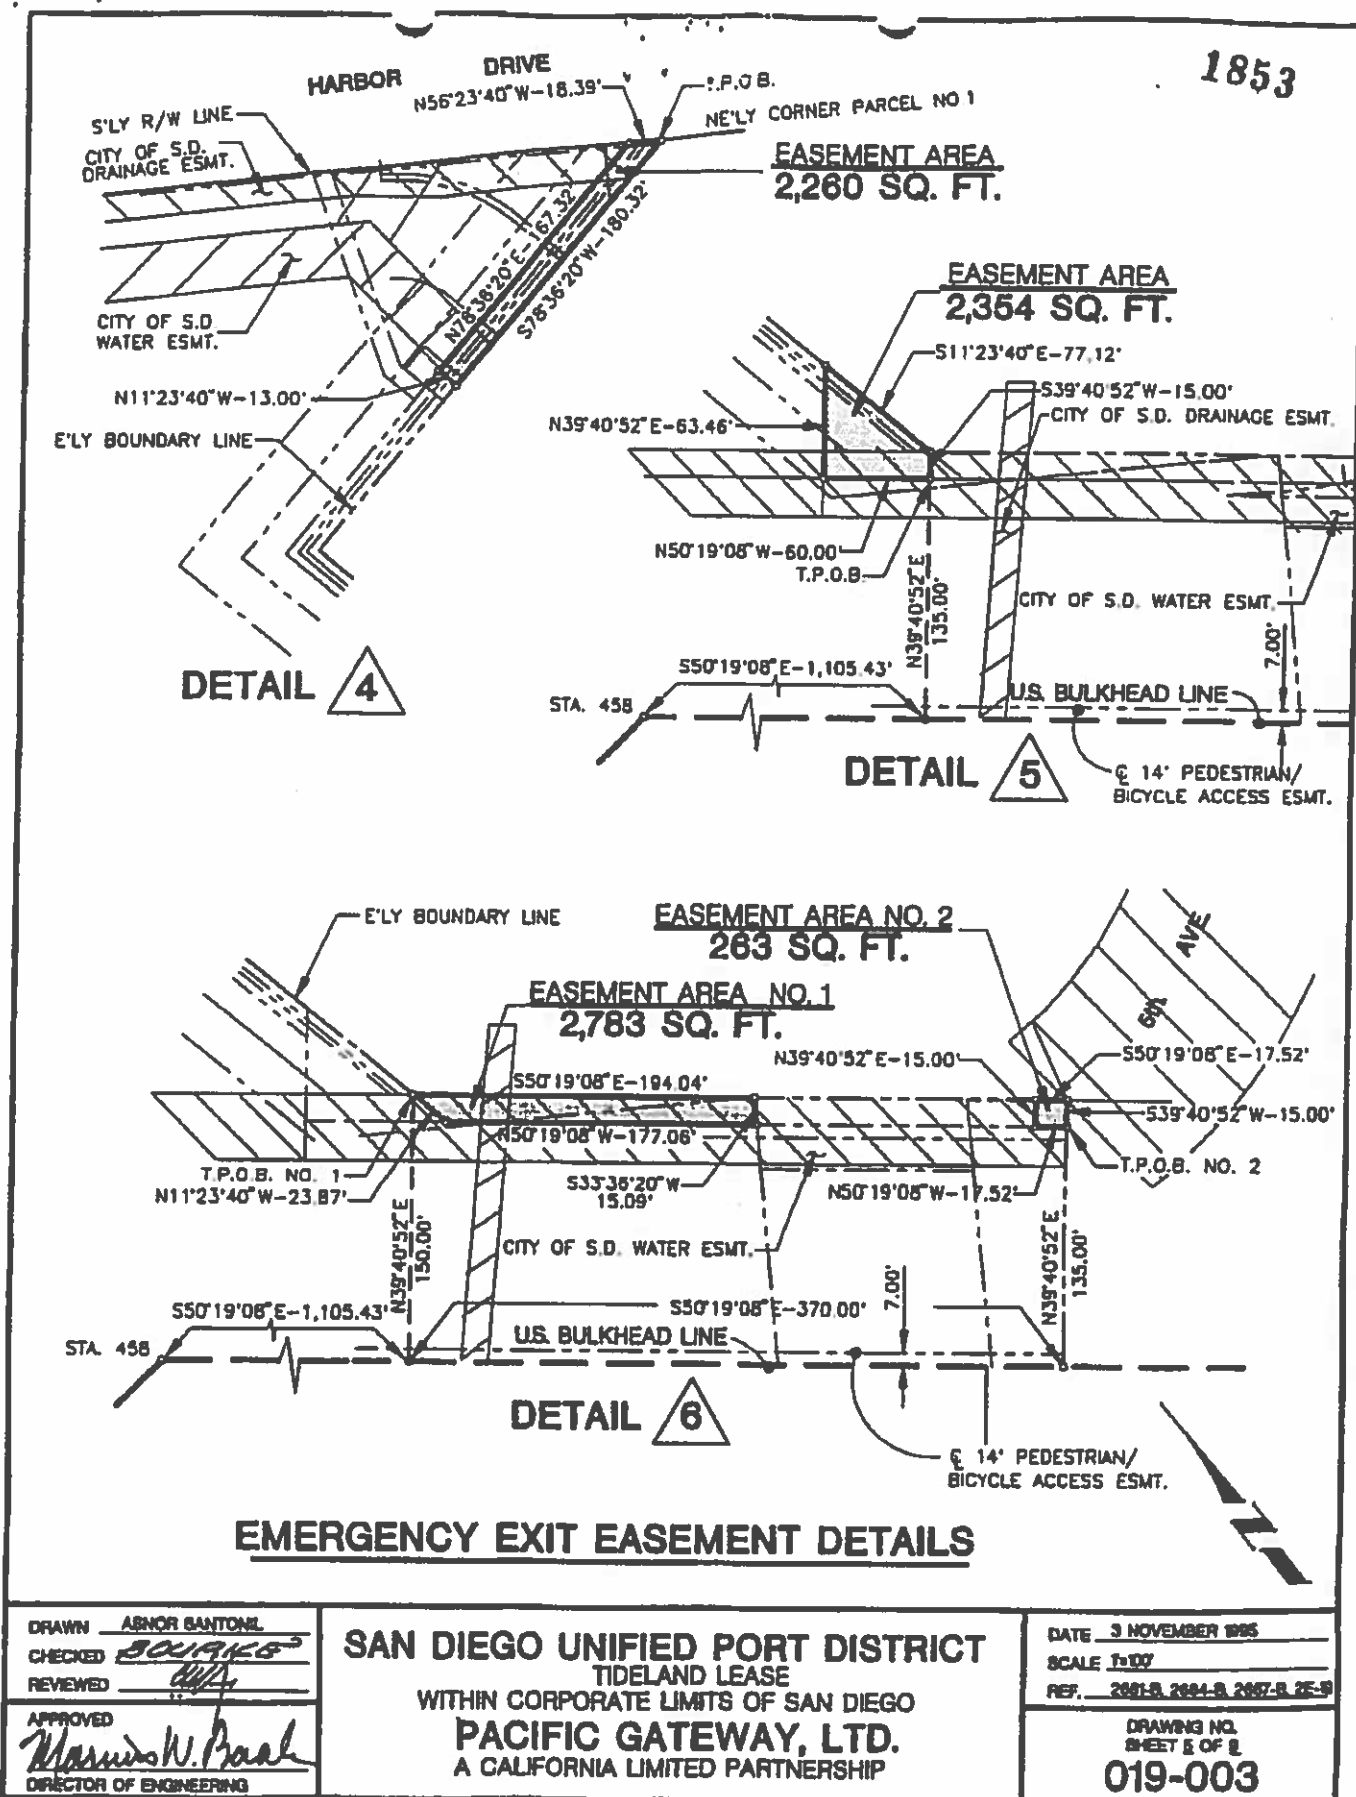 1853
HARBOR DRIVE
N56°23'40"W-18.39'
T.P.O.B.
NE'LY CORNER PARCEL NO 1
S'LY R/W LINE
CITY OF S.D.
DRAINAGE ESMT.
EASEMENT AREA
2,260 SQ. FT.
N78°36'20"E-167.32'
S78°36'20"W-180.32'
CITY OF S.D
WATER ESMT.
N11°23'40"W-13.00'
E'LY BOUNDARY LINE
DETAIL 4
EASEMENT AREA
2,354 SQ. FT.
S11°23'40"E-77.12'
S39°40'52"W-15.00'
CITY OF S.D. DRAINAGE ESMT.
N39°40'52"E-63.46'
N50°19'08"W-60.00
T.P.O.B.
N39°40'52"E
135.00'
CITY OF S.D. WATER ESMT.
7.00'
S50°19'08"E-1,105.43'
STA. 458
U.S. BULKHEAD LINE
DETAIL 5
℄ 14' PEDESTRIAN/
BICYCLE ACCESS ESMT.
E'LY BOUNDARY LINE
EASEMENT AREA NO. 2
263 SQ. FT.
EASEMENT AREA NO. 1
2,783 SQ. FT.
AVE
5th
N39°40'52"E-15.00'
S50°19'08"E-17.52'
S50°19'08"E-194.04'
S39°40'52"W-15.00'
N50°19'08"W-177.06'
T.P.O.B. NO. 1
N11°23'40"W-23.87'
S33°36'20"W
15.09'
N50°19'08"W-17.52'
T.P.O.B. NO. 2
N39°40'52"E
150.00'
CITY OF S.D. WATER ESMT.
N39°40'52"E
135.00'
S50°19'08"E-1,105.43'
S50°19'08"E-370.00'
7.00'
STA. 458
U.S. BULKHEAD LINE
DETAIL 6
℄ 14' PEDESTRIAN/
BICYCLE ACCESS ESMT.
EMERGENCY EXIT EASEMENT DETAILS
DRAWN ABNOR SANTONIL
CHECKED
REVIEWED
APPROVED
DIRECTOR OF ENGINEERING
SAN DIEGO UNIFIED PORT DISTRICT
TIDELAND LEASE
WITHIN CORPORATE LIMITS OF SAN DIEGO
PACIFIC GATEWAY, LTD.
A CALIFORNIA LIMITED PARTNERSHIP
DATE 3 NOVEMBER 1995
SCALE 1"=100'
REF. 2681-B, 2684-B, 2687-B,
DRAWING NO.
SHEET OF
019-003